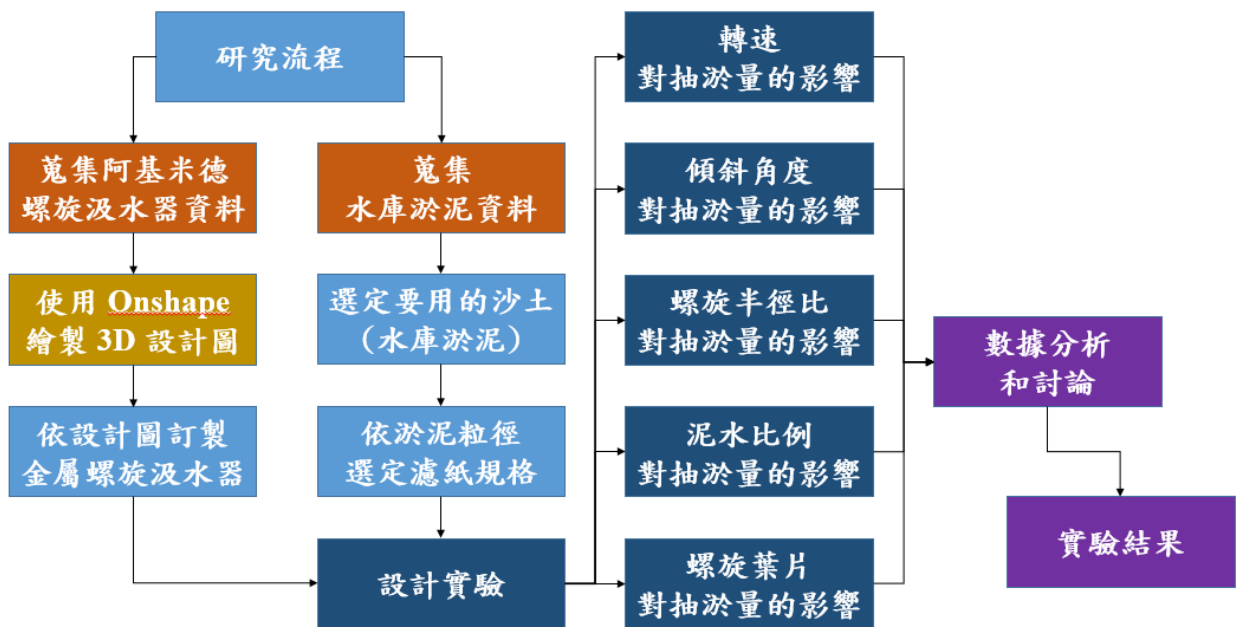 研究流程
蒐集阿基米德
螺旋汲水器資料
使用 Onshape
繪製 3D 設計圖
依設計圖訂製
金屬螺旋汲水器
蒐集
水庫淤泥資料
選定要用的沙土
（水庫淤泥）
依淤泥粒徑
選定濾紙規格
設計實驗
轉速
對抽淤量的影響
傾斜角度
對抽淤量的影響
螺旋半徑比
對抽淤量的影響
泥水比例
對抽淤量的影響
螺旋葉片
對抽淤量的影響
數據分析
和討論
實驗結果